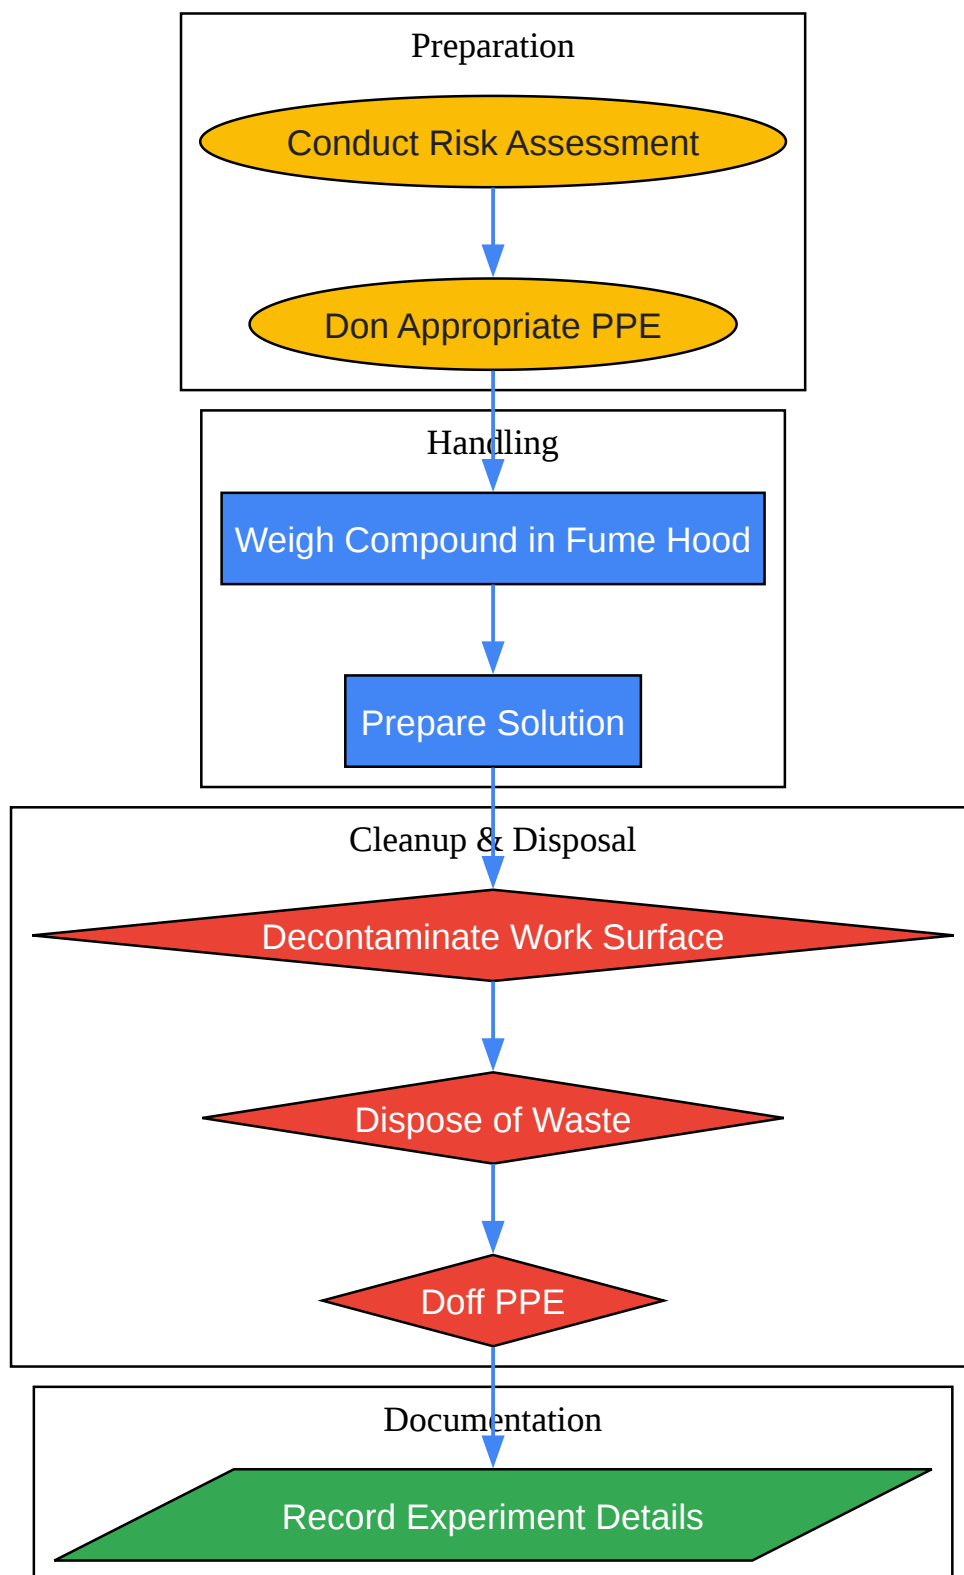 Preparation
Conduct Risk Assessment
Don Appropriate PPE
Handling
Weigh Compound in Fume Hood
Prepare Solution
Cleanup & Disposal
Decontaminate Work Surface
Dispose of Waste
Doff PPE
Documentation
Record Experiment Details